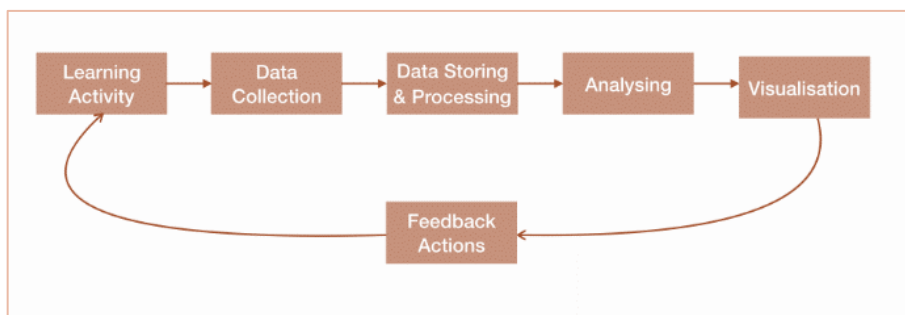 Learning
Activity
Data
Collection
Data Storing
& Processing
Analysing
Visualisation
Feedback
Actions